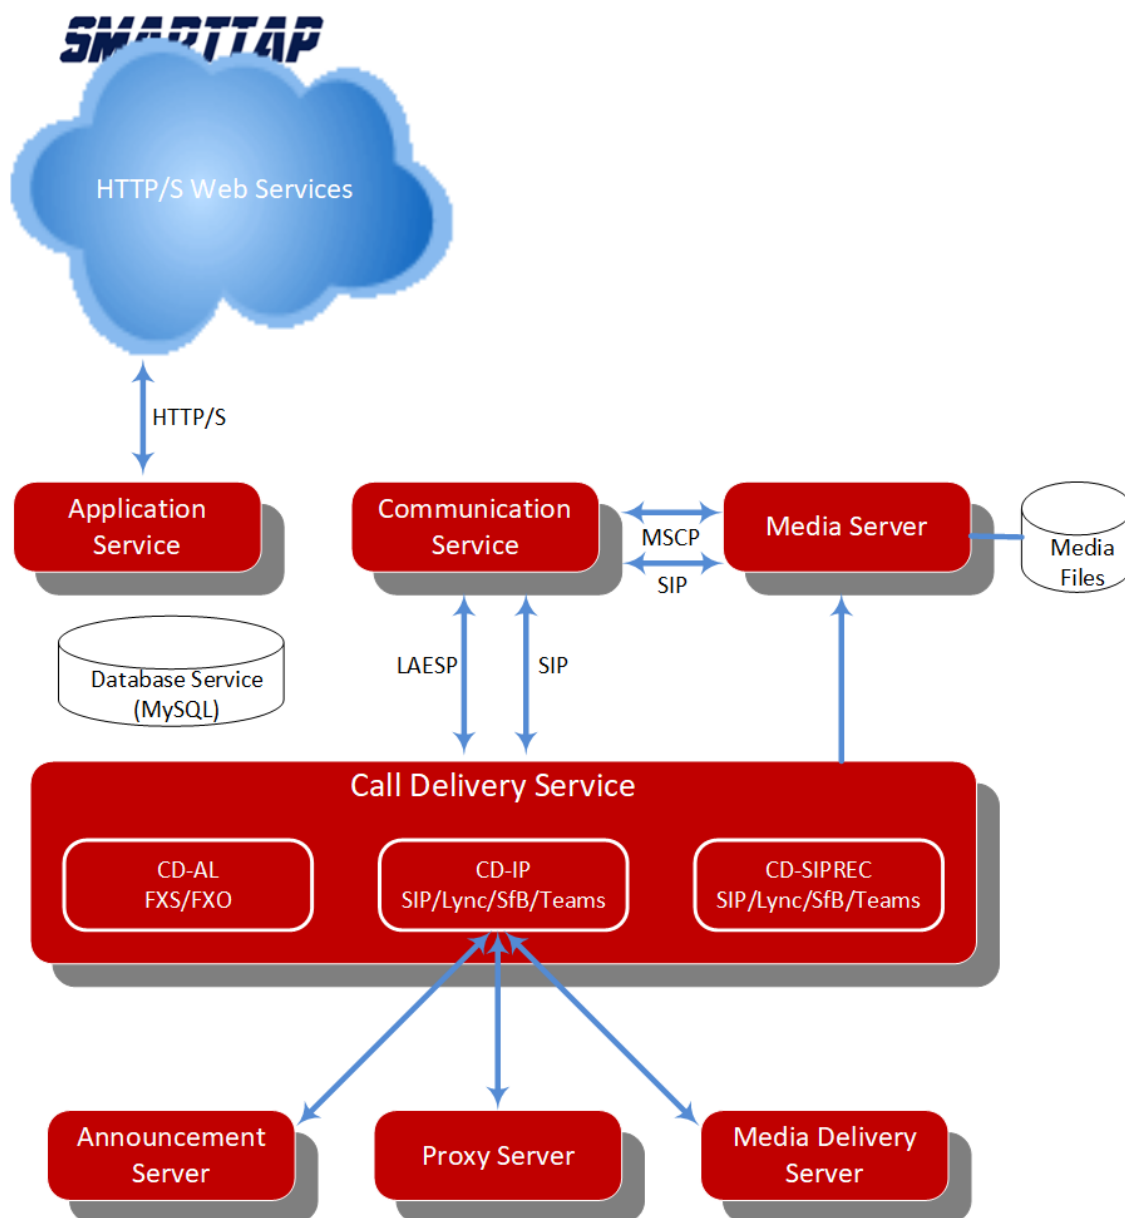 SMARTTAP
HTTP/S Web Services
HTTP/S
Application
Service
Communication
Service
MSCP
SIP
Media Server
Media
Files
Database Service
(MySQL)
LAESP
SIP
Call Delivery Service
CD-AL
FXS/FXO
CD-IP
SIP/Lync/SfB/Teams
CD-SIPREC
SIP/Lync/SfB/Teams
Announcement
Server
Proxy Server
Media Delivery
Server